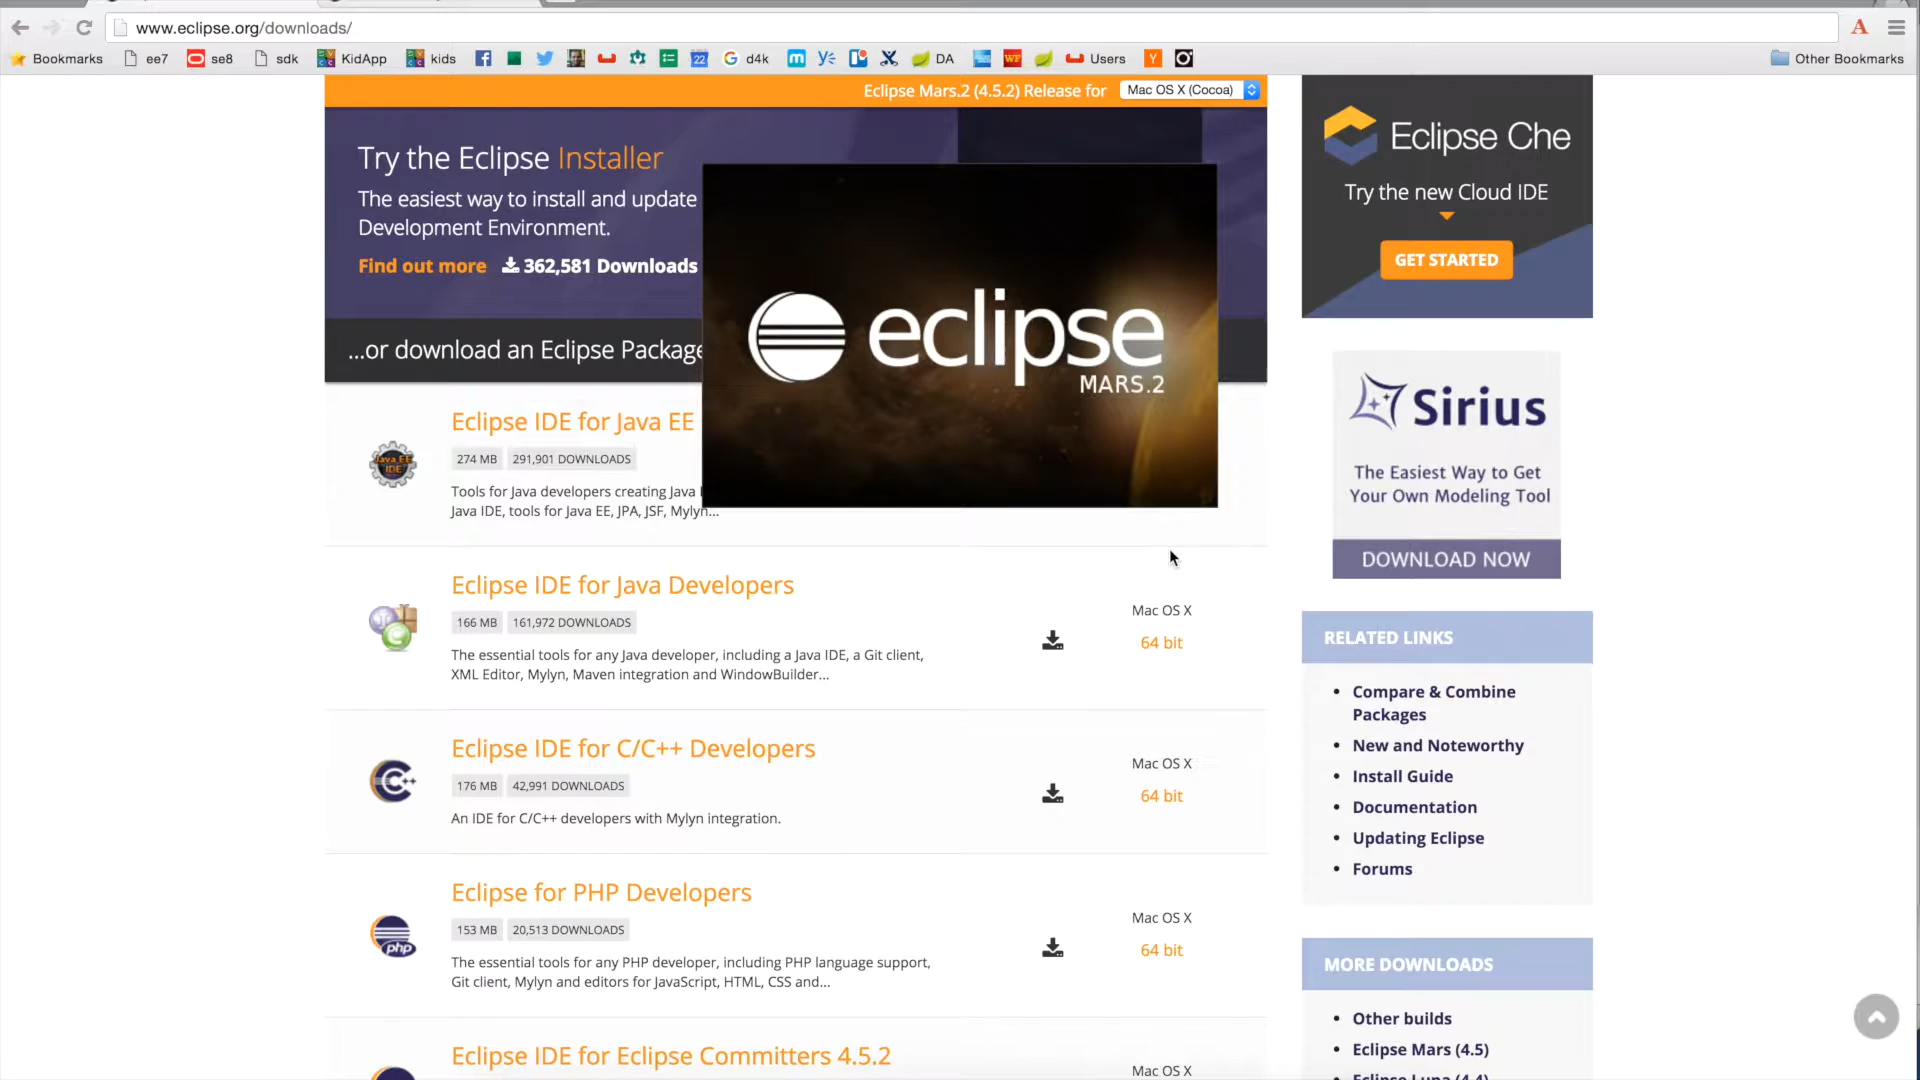 www.eclipse.org/downloads/
Bookmarks ee7 se8 sdk KidApp kids 22 d4k DA WF Users Y Other Bookmarks
Eclipse Mars.2 (4.5.2) Release for Mac OS X (Cocoa)
Try the Eclipse Installer
The easiest way to install and update
Development Environment.
Find out more 362,581 Downloads
...or download an Eclipse Package
eclipse
MARS.2
Eclipse IDE for Java EE
274 MB 291,901 DOWNLOADS
Tools for Java developers creating Java
Java IDE, tools for Java EE, JPA, JSF, Mylyn...
Java EE
IDE
Eclipse IDE for Java Developers
166 MB 161,972 DOWNLOADS
The essential tools for any Java developer, including a Java IDE, a Git client,
XML Editor, Mylyn, Maven integration and WindowBuilder...
Mac OS X
64 bit
Eclipse IDE for C/C++ Developers
176 MB 42,991 DOWNLOADS
An IDE for C/C++ developers with Mylyn integration.
Mac OS X
64 bit
C++
Eclipse for PHP Developers
153 MB 20,513 DOWNLOADS
The essential tools for any PHP developer, including PHP language support,
Git client, Mylyn and editors for JavaScript, HTML, CSS and...
Mac OS X
64 bit
php
Eclipse IDE for Eclipse Committers 4.5.2
Mac OS X
Eclipse Che
Try the new Cloud IDE
GET STARTED
Sirius
The Easiest Way to Get
Your Own Modeling Tool
DOWNLOAD NOW
RELATED LINKS
Compare & Combine
Packages
New and Noteworthy
Install Guide
Documentation
Updating Eclipse
Forums
MORE DOWNLOADS
Other builds
Eclipse Mars (4.5)
Eclipse Luna (4.4)